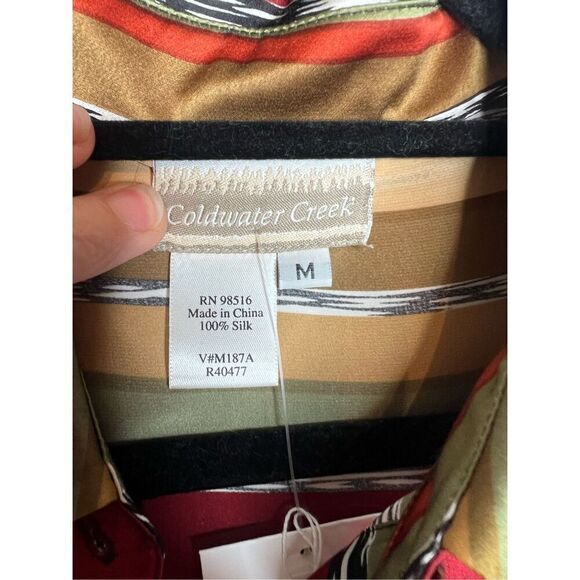 Coldwater Creek
M
RN 98516
Made in China
100% Silk
V#M187A
R40477